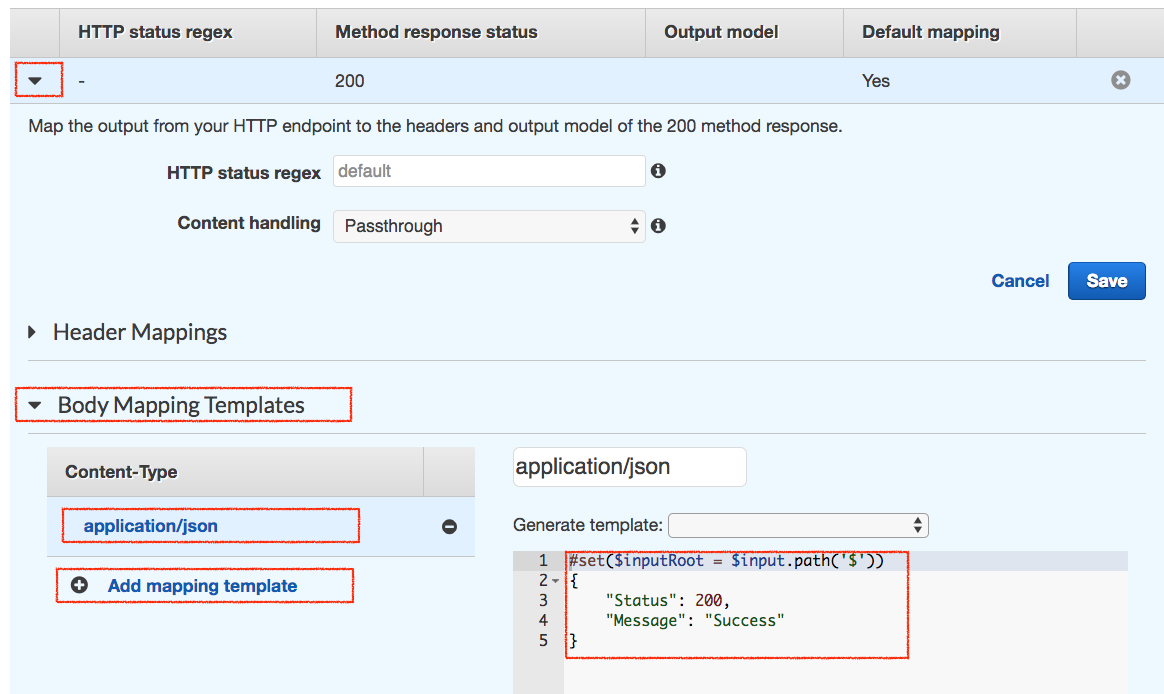 HTTP status regex Method response status Output model Default mapping
- 200 Yes
Map the output from your HTTP endpoint to the headers and output model of the 200 method response.
HTTP status regex default
Content handling Passthrough
Cancel Save
Header Mappings
Body Mapping Templates
Content-Type
application/json
Add mapping template
application/json
Generate template:
1 #set($inputRoot = $input.path('$'))
2 {
3 "Status": 200,
4 "Message": "Success"
5 }